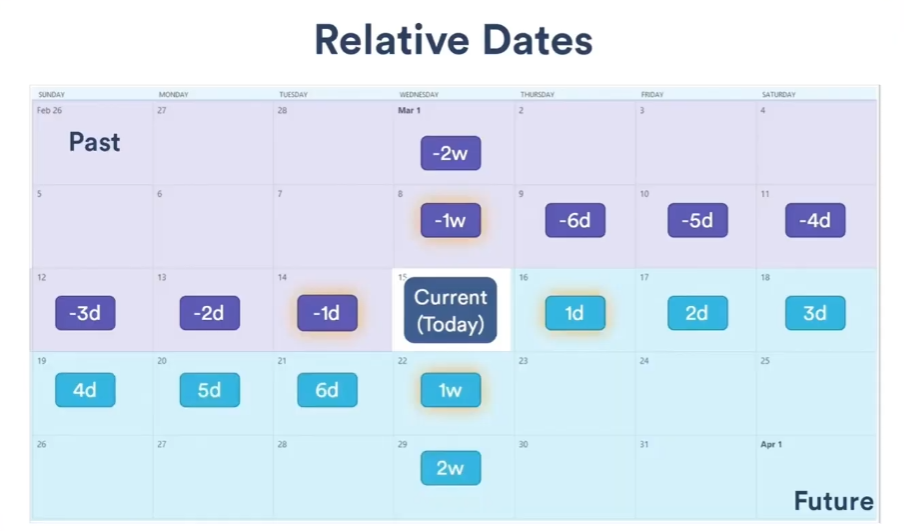 Relative Dates
SUNDAY MONDAY TUESDAY WEDNESDAY THURSDAY FRIDAY SATURDAY
Feb 26 27 28 Mar 1 2 3 4
Past
-2w
5 6 7 8 9 10 11
-1w -6d -5d -4d
12 13 14 15 16 17 18
-3d -2d -1d Current 1d 2d 3d
(Today)
19 20 21 22 23 24 25
4d 5d 6d 1w
26 27 28 29 30 31 Apr 1
2w
Future